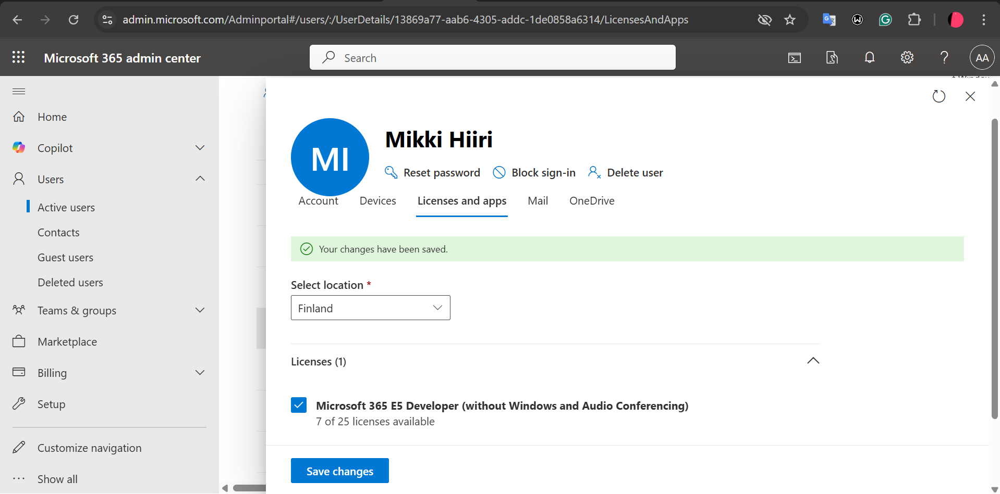 admin.microsoft.com/Adminportal#/users/:/UserDetails/13869a77-aab6-4305-addc-1de0858a6314/LicensesAndApps
Microsoft 365 admin center
Search
AA
Home
Copilot
Users
Active users
Contacts
Guest users
Deleted users
Teams & groups
Marketplace
Billing
Setup
Customize navigation
Show all
MI
Mikki Hiiri
Reset password
Block sign-in
Delete user
Account
Devices
Licenses and apps
Mail
OneDrive
Your changes have been saved.
Select location *
Finland
Licenses (1)
Microsoft 365 E5 Developer (without Windows and Audio Conferencing)
7 of 25 licenses available
Save changes